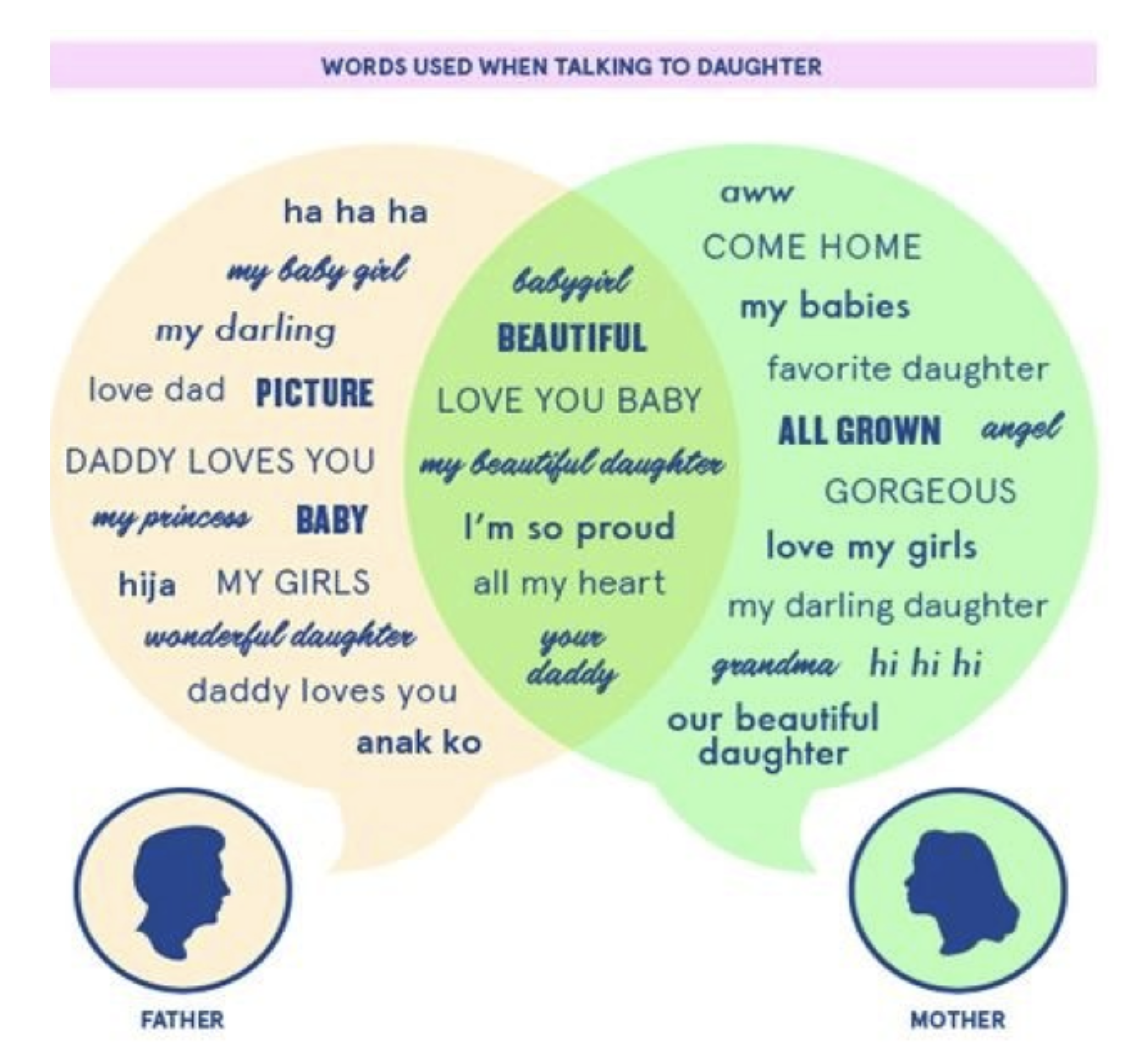 WORDS USED WHEN TALKING TO DAUGHTER
ha ha ha
my baby girl
my darling
love dad PICTURE
DADDY LOVES YOU
my princess BABY
hija MY GIRLS
wonderful daughter
daddy loves you
anak ko
babygirl
BEAUTIFUL
LOVE YOU BABY
my beautiful daughter
I'm so proud
all my heart
your
daddy
aww
COME HOME
my babies
favorite daughter
ALL GROWN angel
GORGEOUS
love my girls
my darling daughter
grandma hi hi hi
our beautiful
daughter
FATHER
MOTHER